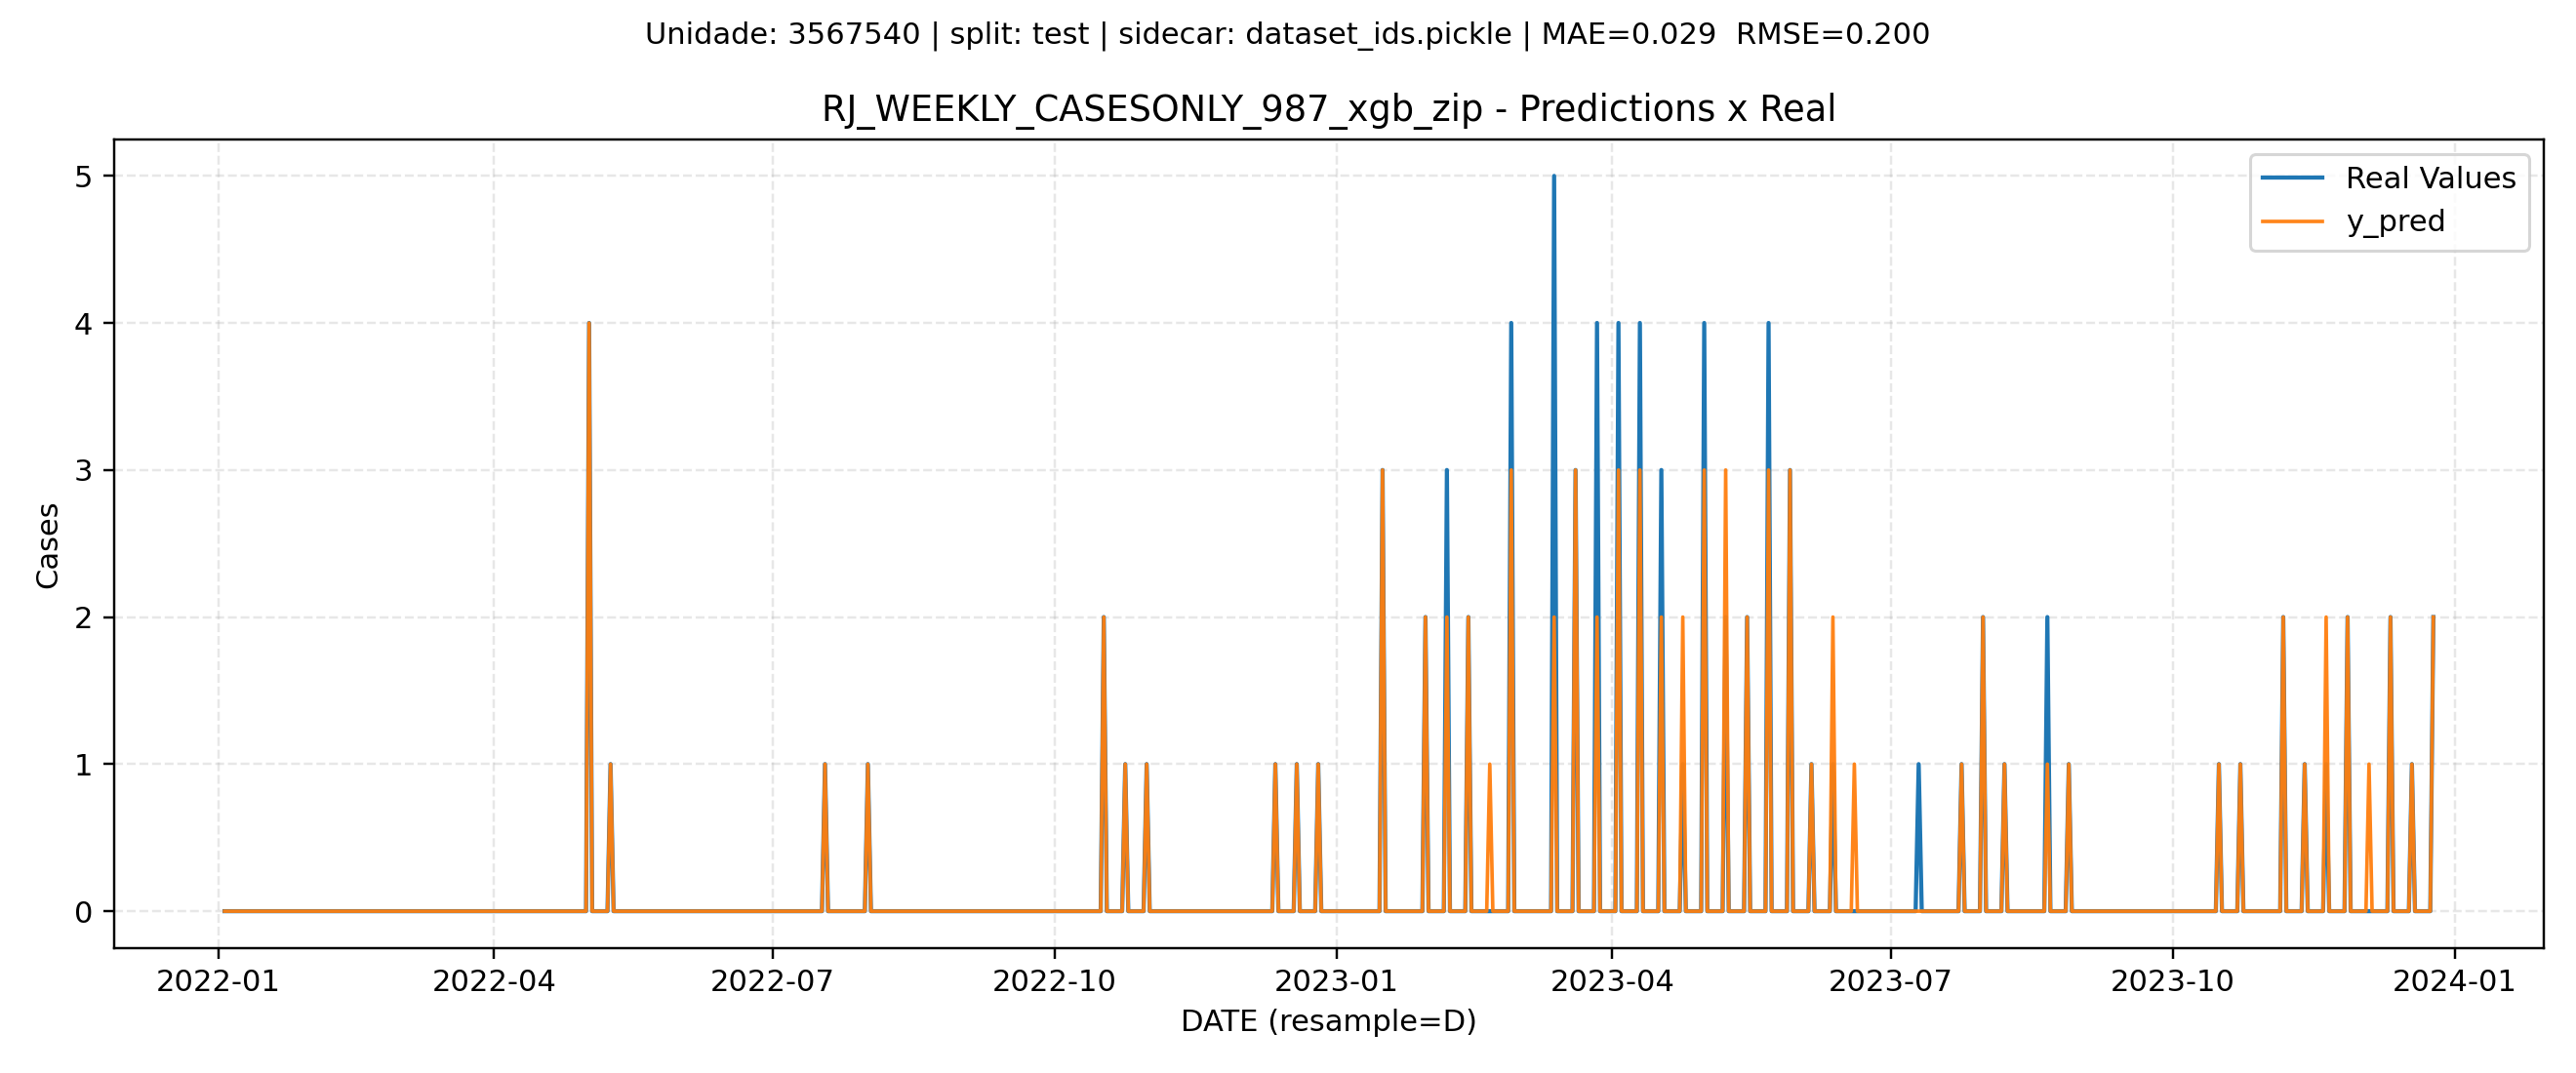 Unidade: 3567540 | split: test | sidecar: dataset_ids.pickle | MAE=0.029  RMSE=0.200
RJ_WEEKLY_CASESONLY_987_xgb_zip - Predictions x Real
Real Values
y_pred
5
4
3
2
1
0
Cases
2022-01
2022-04
2022-07
2022-10
2023-01
2023-04
2023-07
2023-10
2024-01
DATE (resample=D)